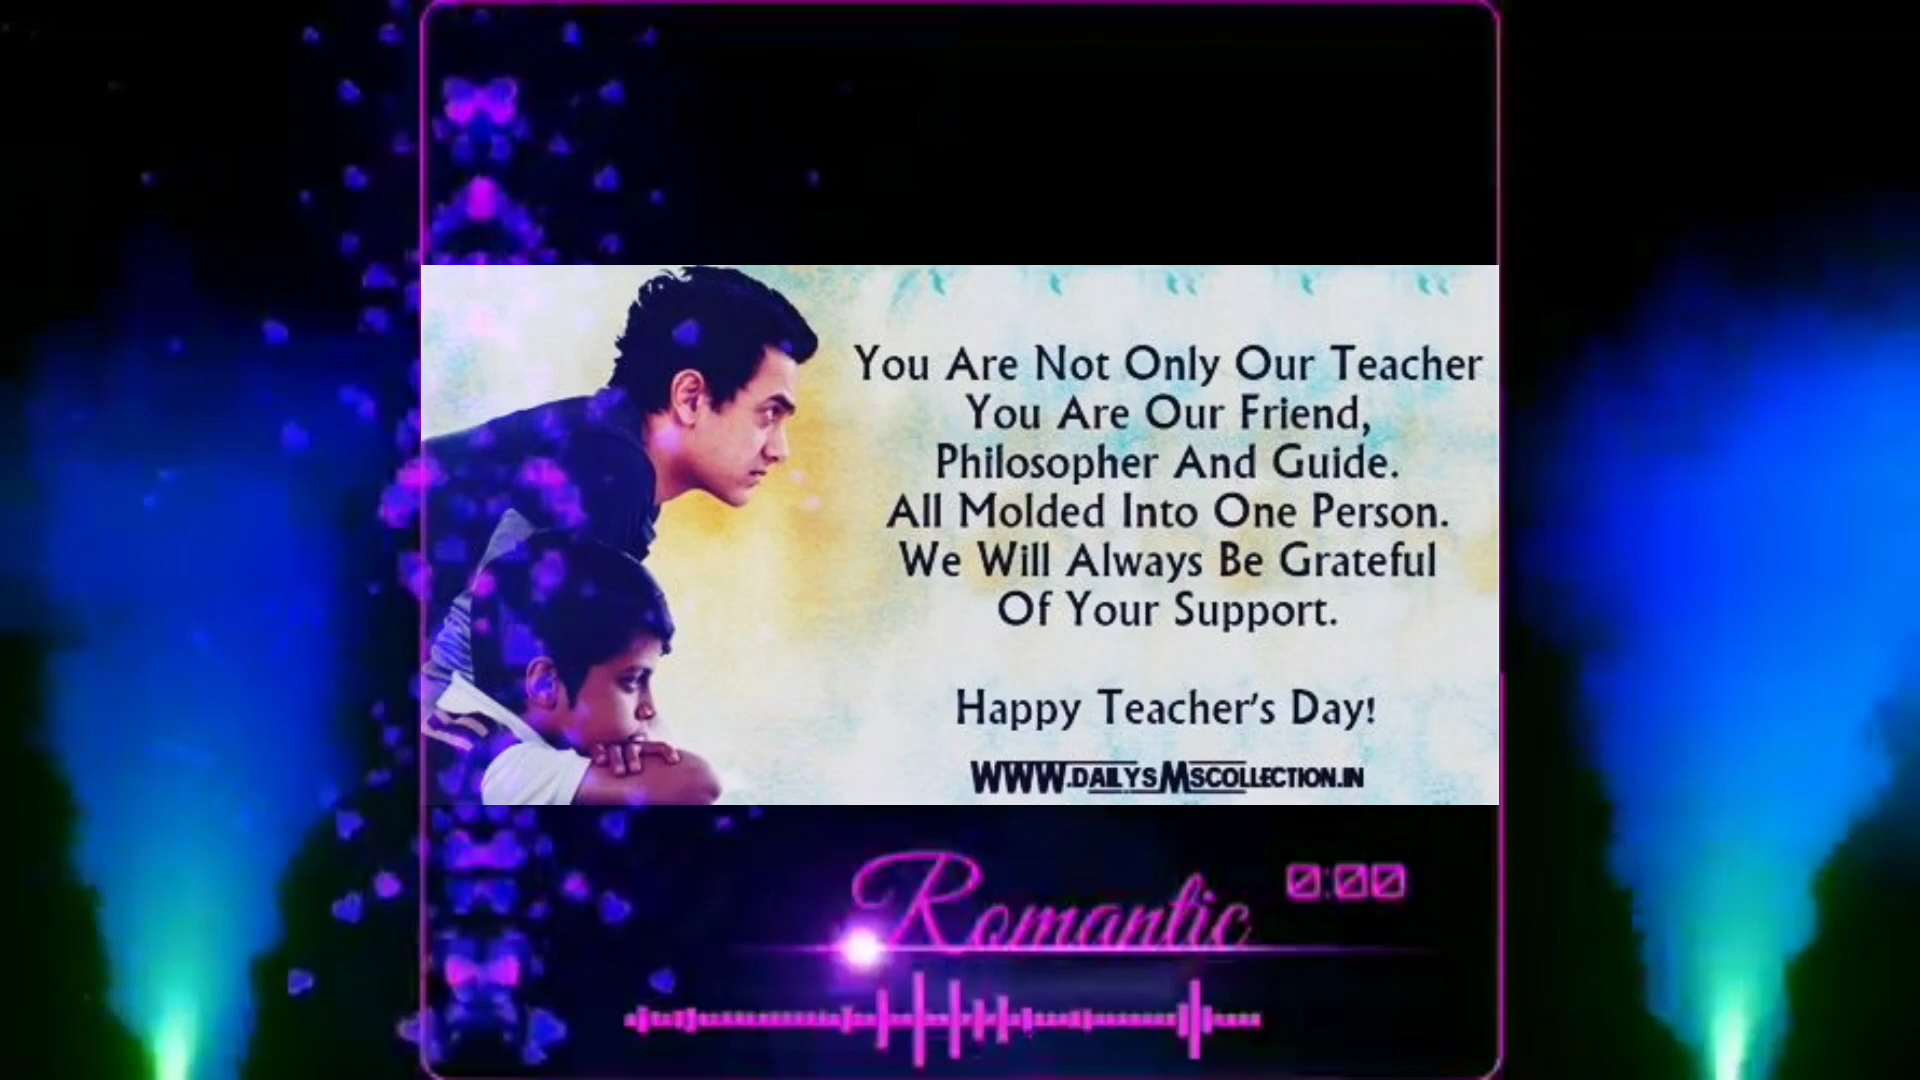 You Are Not Only Our Teacher
You Are Our Friend,
Philosopher And Guide.
All Molded Into One Person.
We Will Always Be Grateful
Of Your Support.
Happy Teacher's Day!
WWW.DAILYSMSCOLLECTION.IN
Romantic
0:00